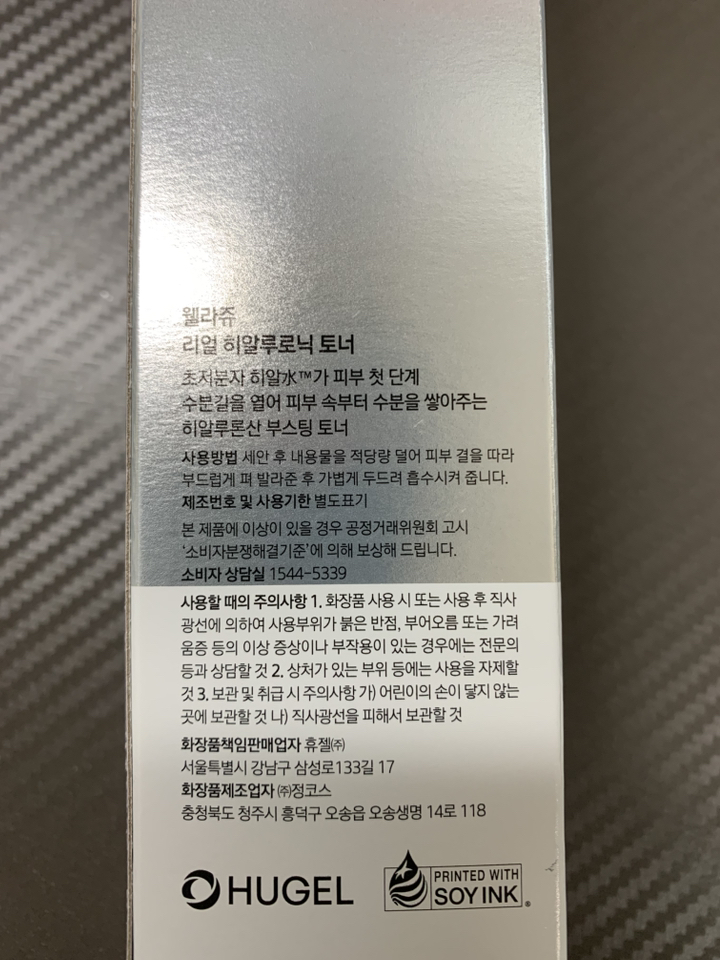 웰라쥬
리얼 히알루로닉 토너
초저분자 히알水™가 피부 첫 단계
수분길을 열어 피부 속부터 수분을 쌓아주는
히알루론산 부스팅 토너
사용방법 세안 후 내용물을 적당량 덜어 피부 결을 따라
부드럽게 펴 발라준 후 가볍게 두드려 흡수시켜 줍니다.
제조번호 및 사용기한 별도표기
본 제품에 이상이 있을 경우 공정거래위원회 고시
'소비자분쟁해결기준'에 의해 보상해 드립니다.
소비자 상담실 1544-5339
사용할 때의 주의사항 1. 화장품 사용 시 또는 사용 후 직사
광선에 의하여 사용부위가 붉은 반점, 부어오름 또는 가려
움증 등의 이상 증상이나 부작용이 있는 경우에는 전문의
등과 상담할 것 2. 상처가 있는 부위 등에는 사용을 자제할
것 3. 보관 및 취급 시 주의사항 가) 어린이의 손이 닿지 않는
곳에 보관할 것 나) 직사광선을 피해서 보관할 것
화장품책임판매업자 휴젤㈜
서울특별시 강남구 삼성로133길 17
화장품제조업자 ㈜정코스
충청북도 청주시 흥덕구 오송읍 오송생명 14로 118
HUGEL
PRINTED WITH
SOY INK®